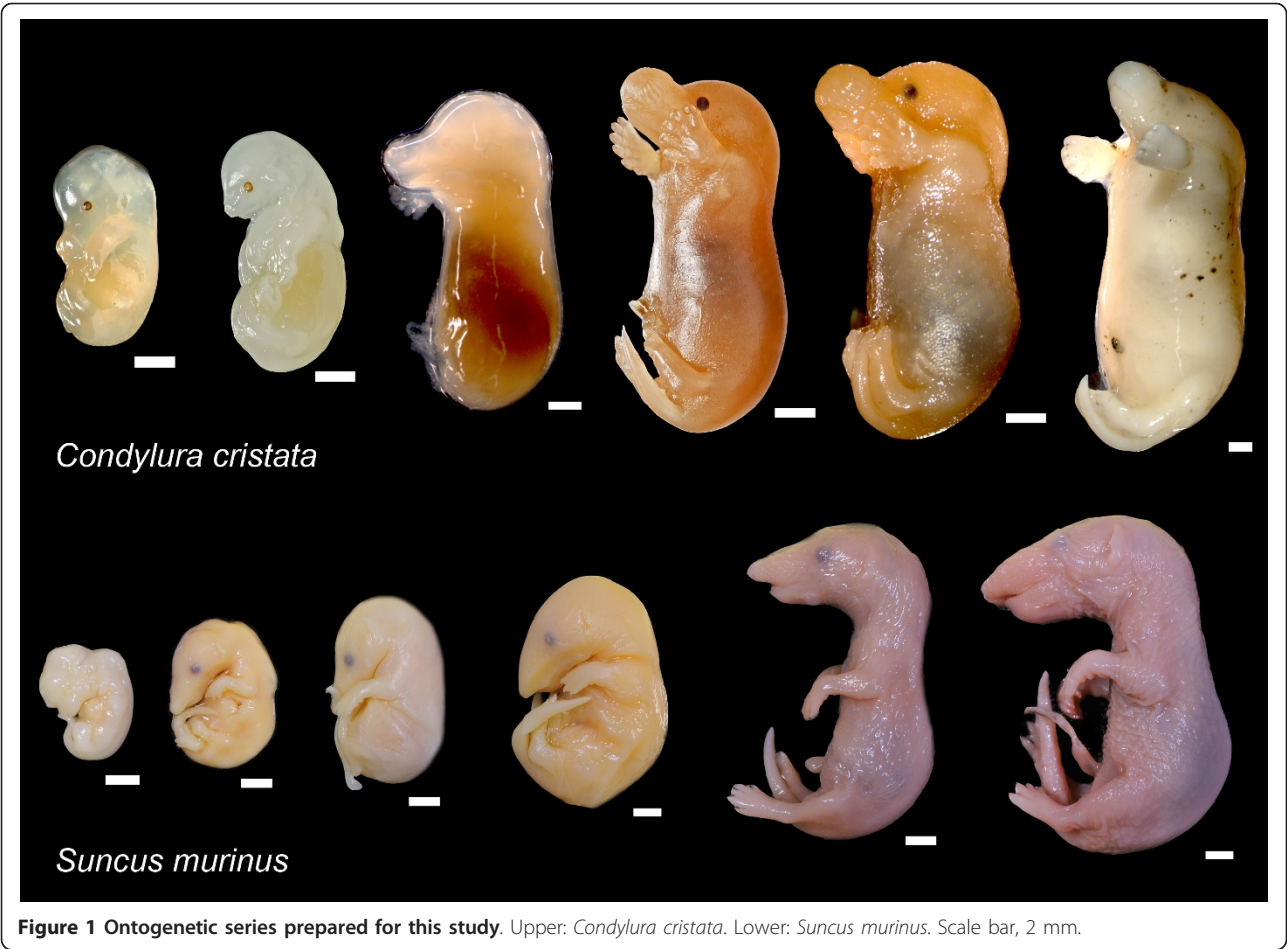 Condylura cristata
Suncus murinus
Figure 1 Ontogenetic series prepared for this study. Upper: Condylura cristata. Lower: Suncus murinus. Scale bar, 2 mm.